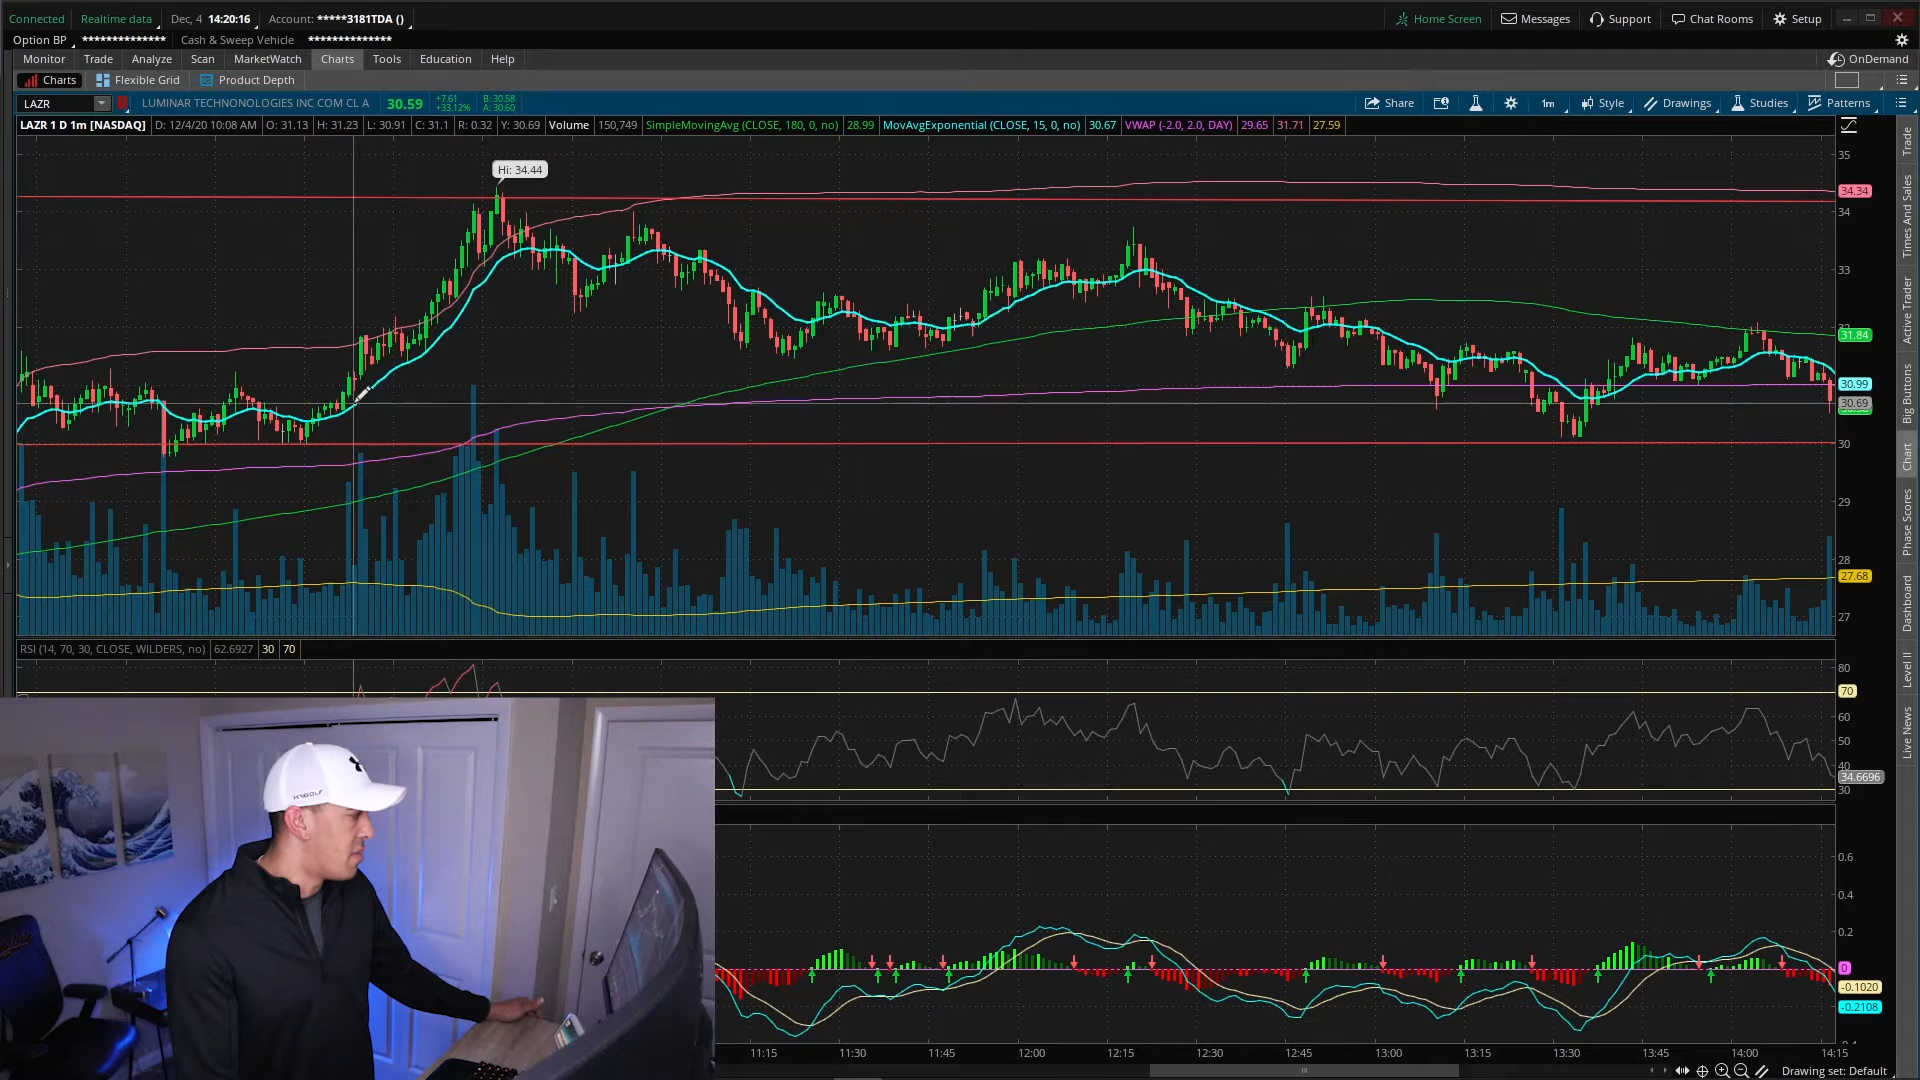 Connected Realtime data Dec, 4 14:20:16 Account: *****3181TDA () Home Screen Messages Support Chat Rooms Setup
Option BP ************** Cash & Sweep Vehicle **************
Monitor Trade Analyze Scan MarketWatch Charts Tools Education Help OnDemand
Charts Flexible Grid Product Depth
LAZR LUMINAR TECHNONOLOGIES INC COM CL A 30.59 +7.61 +33.12% B: 30.58 A: 30.60 Share 1m Style Drawings Studies Patterns
LAZR 1 D 1m [NASDAQ] D: 12/4/20 10:08 AM O: 31.13 H: 31.23 L: 30.91 C: 31.1 R: 0.32 Y: 30.69 Volume 150,749 SimpleMovingAvg (CLOSE, 180, 0, no) 28.99 MovAvgExponential (CLOSE, 15, 0, no) 30.67 VWAP (-2.0, 2.0, DAY) 29.65 31.71 27.59
Hi: 34.44
35
34.34
34
33
31.84
30.99
30.69
30
29
28
27.68
27
RSI (14, 70, 30, CLOSE, WILDERS, no) 62.6927 30 70
80
70
60
50
40
34.6696
30
0.6
0.4
0.2
0
-0.1020
-0.2108
11:15 11:30 11:45 12:00 12:15 12:30 12:45 13:00 13:15 13:30 13:45 14:00 14:15
Drawing set: Default
Trade
Times And Sales
Active Trader
Big Buttons
Chart
Phase Scores
Dashboard
Level II
Live News